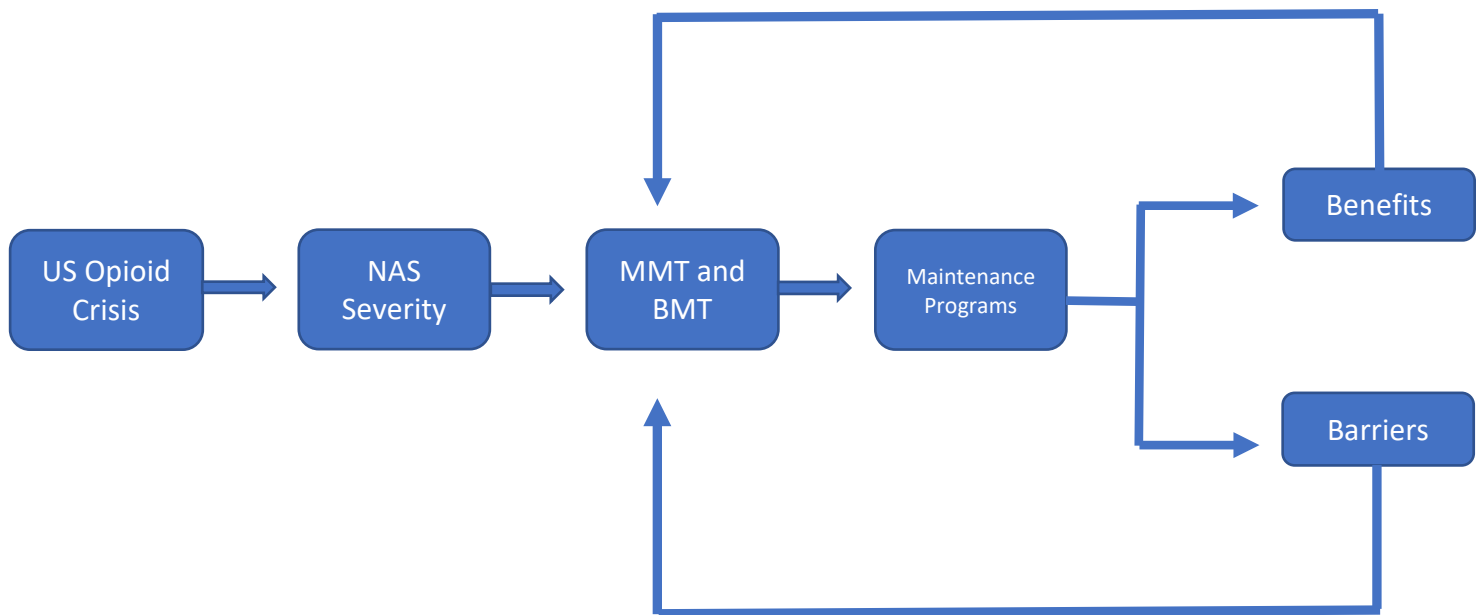 US Opioid
Crisis
NAS
Severity
MMT and
BMT
Maintenance
Programs
Benefits
Barriers